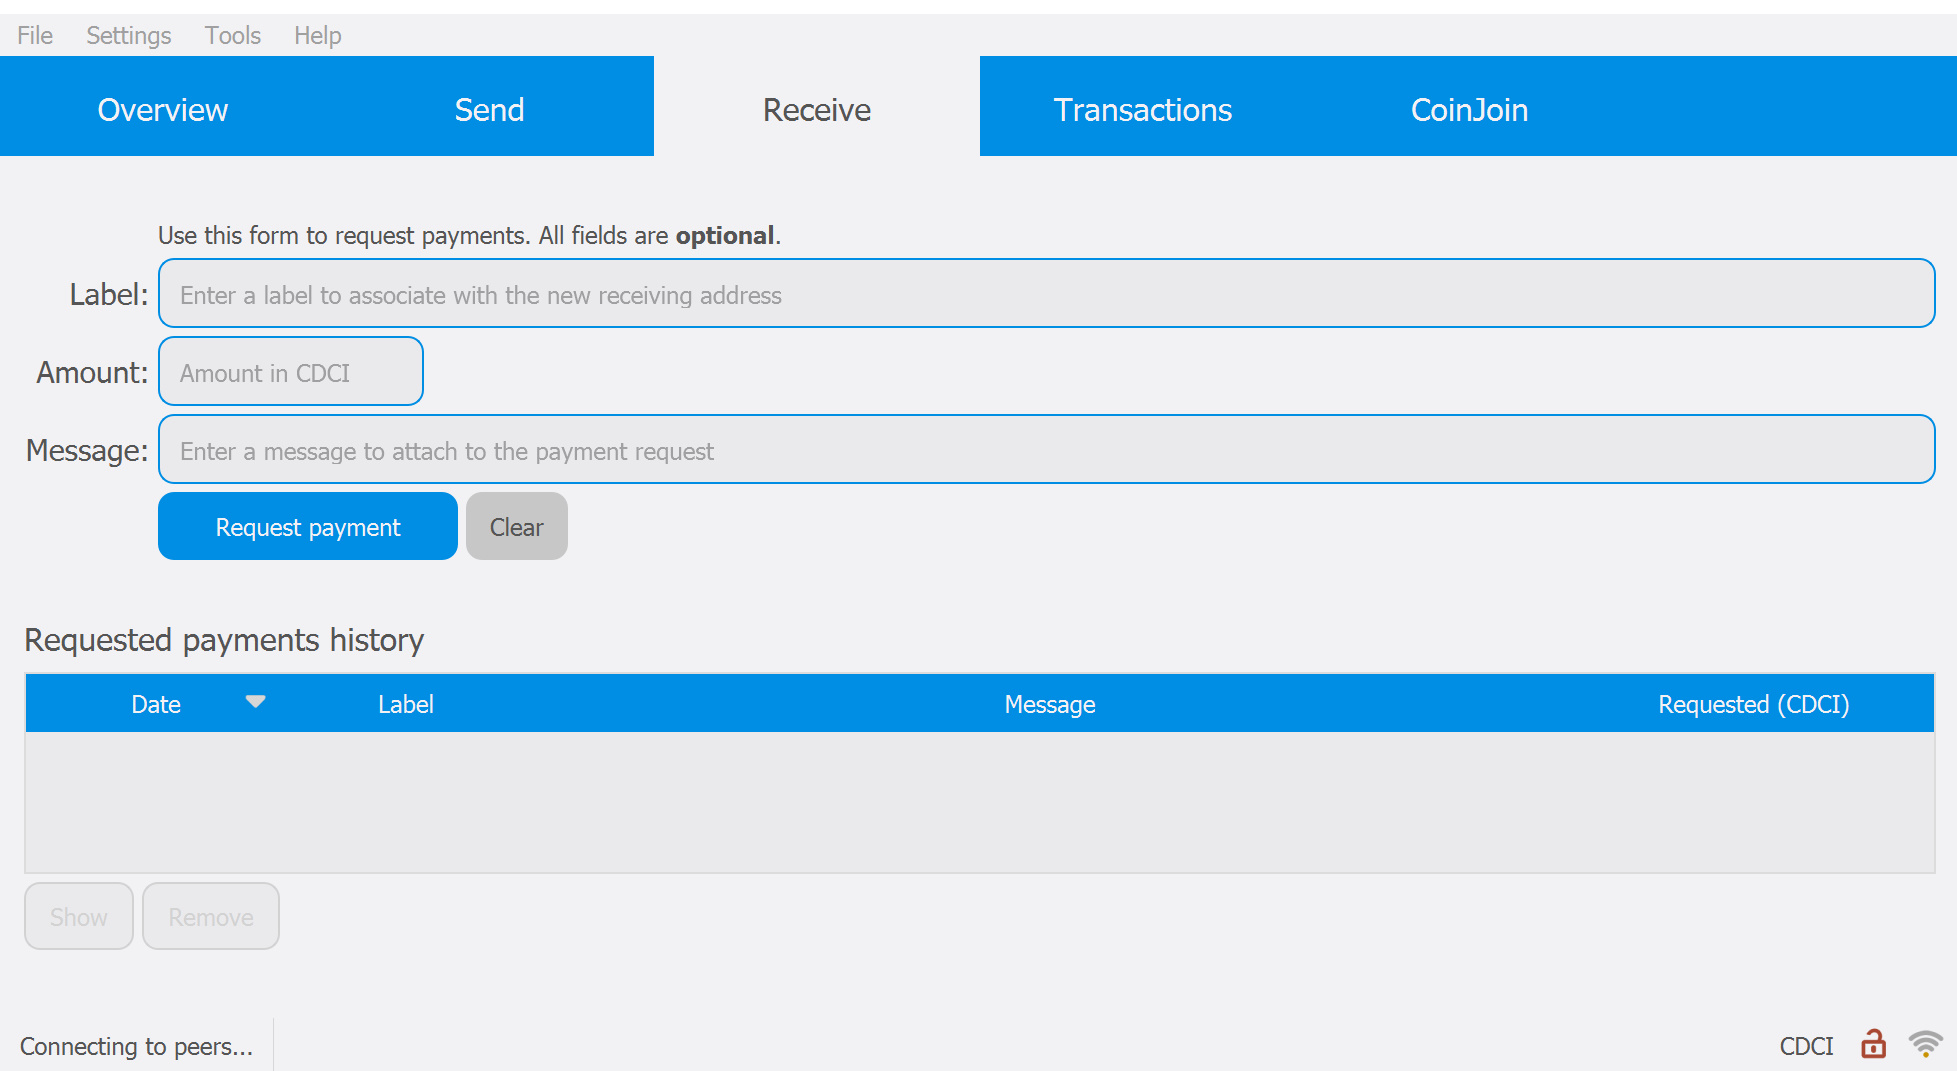 File Settings Tools Help
Overview Send Receive Transactions CoinJoin
Use this form to request payments. All fields are optional.
Label: Enter a label to associate with the new receiving address
Amount: Amount in CDCI
Message: Enter a message to attach to the payment request
Request payment Clear
Requested payments history
Date Label Message Requested (CDCI)
Show Remove
Connecting to peers... CDCI